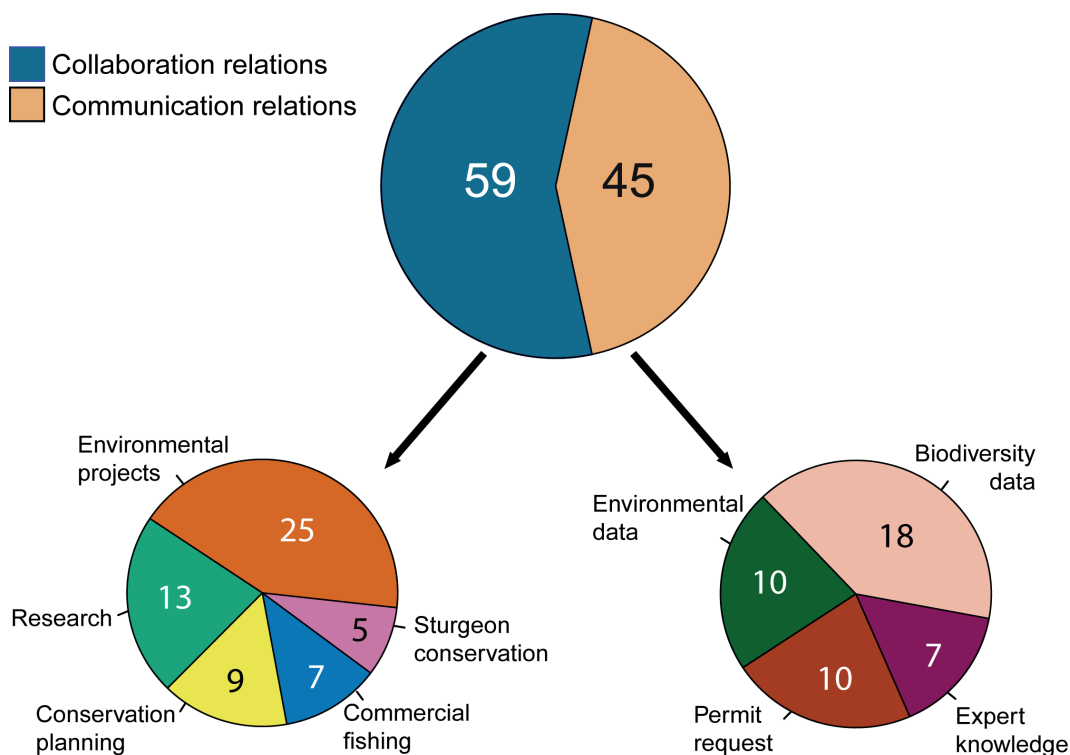 Collaboration relations
Communication relations
59
45
Environmental
projects
25
Research
13
Conservation
planning
9
Commercial
fishing
7
Sturgeon
conservation
5
Biodiversity
data
18
Environmental
data
10
Permit
request
10
Expert
knowledge
7